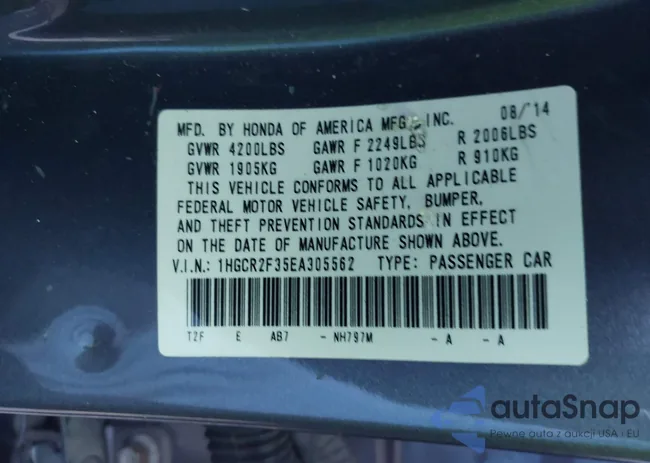 MFD. BY HONDA OF AMERICA MFG., INC. 08/'14
GVWR 4200LBS GAWR F 2249LBS R 2006LBS
GVWR 1905KG GAWR F 1020KG R 910KG
THIS VEHICLE CONFORMS TO ALL APPLICABLE
FEDERAL MOTOR VEHICLE SAFETY, BUMPER,
AND THEFT PREVENTION STANDARDS IN EFFECT
ON THE DATE OF MANUFACTURE SHOWN ABOVE.
V.I.N.: 1HGCR2F35EA305562 TYPE: PASSENGER CAR
T2F E AB7 -NH797M -A -A
autaSnap
Pewne auta z aukcji USA i EU